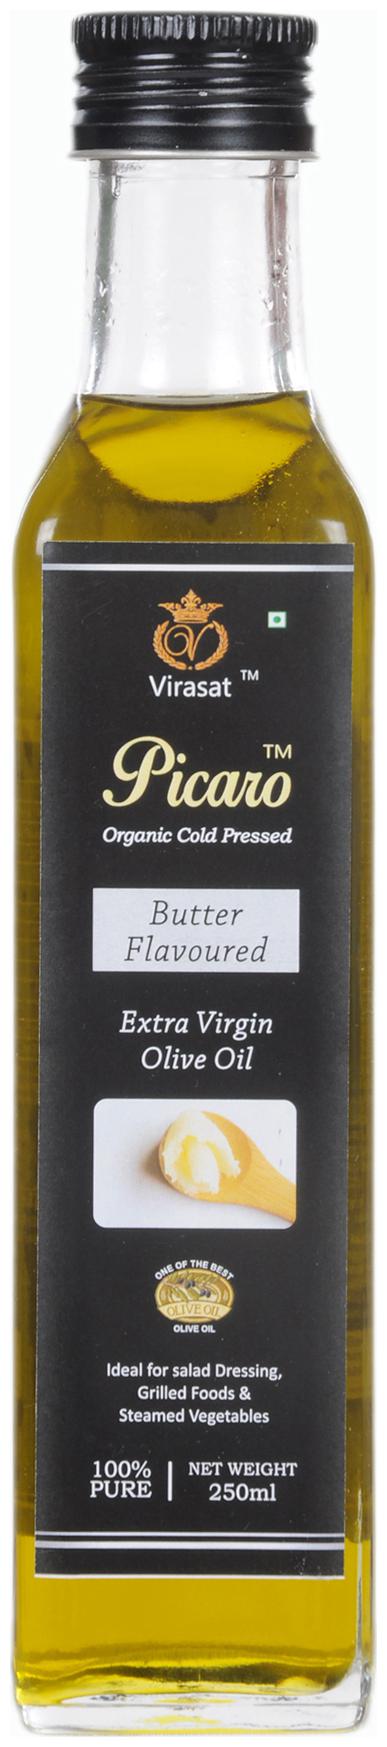 V
Virasat ™
Picaro ™
Organic Cold Pressed
Butter
Flavoured
Extra Virgin
Olive Oil
ONE OF THE BEST
OLIVE OIL
OLIVE OIL
Ideal for salad Dressing,
Grilled Foods &
Steamed Vegetables
100%
PURE
NET WEIGHT
250ml